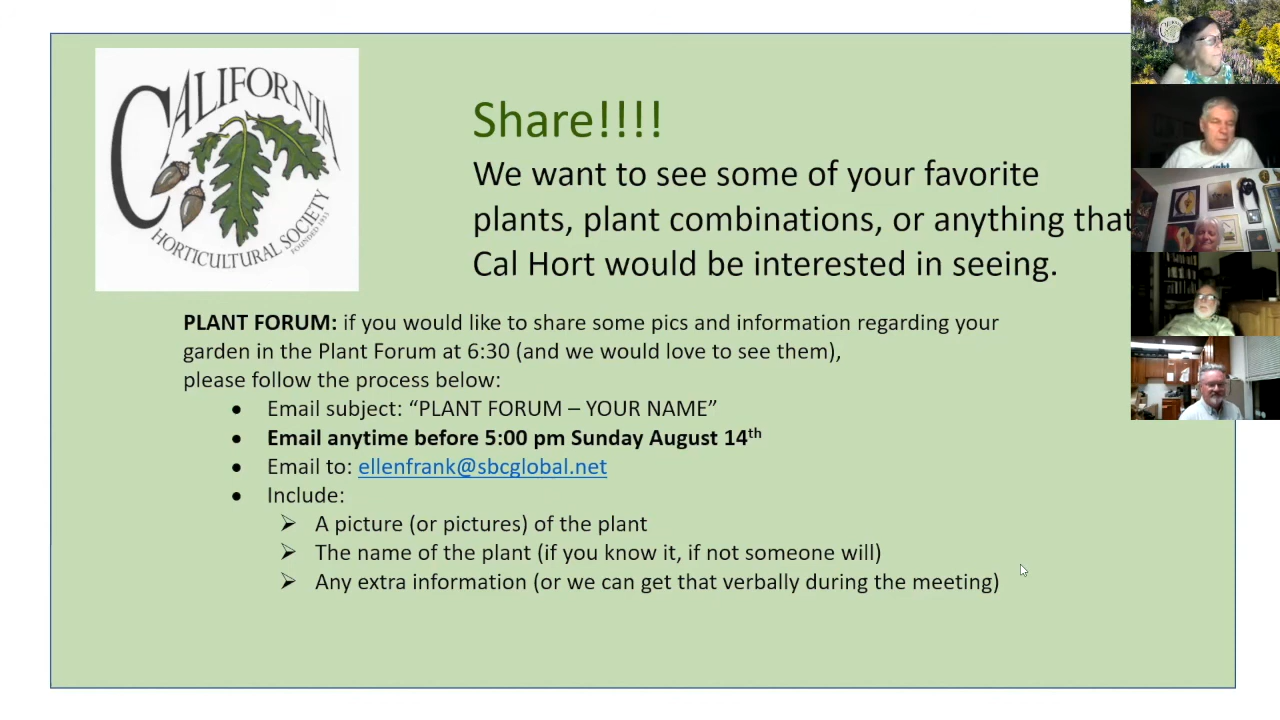 CALIFORNIA
HORTICULTURAL SOCIETY
FOUNDED 1933
Share!!!!
We want to see some of your favorite
plants, plant combinations, or anything that
Cal Hort would be interested in seeing.
PLANT FORUM: if you would like to share some pics and information regarding your
garden in the Plant Forum at 6:30 (and we would love to see them),
please follow the process below:
• Email subject: “PLANT FORUM – YOUR NAME”
• Email anytime before 5:00 pm Sunday August 14th
• Email to: ellenfrank@sbcglobal.net
• Include:
➢ A picture (or pictures) of the plant
➢ The name of the plant (if you know it, if not someone will)
➢ Any extra information (or we can get that verbally during the meeting)